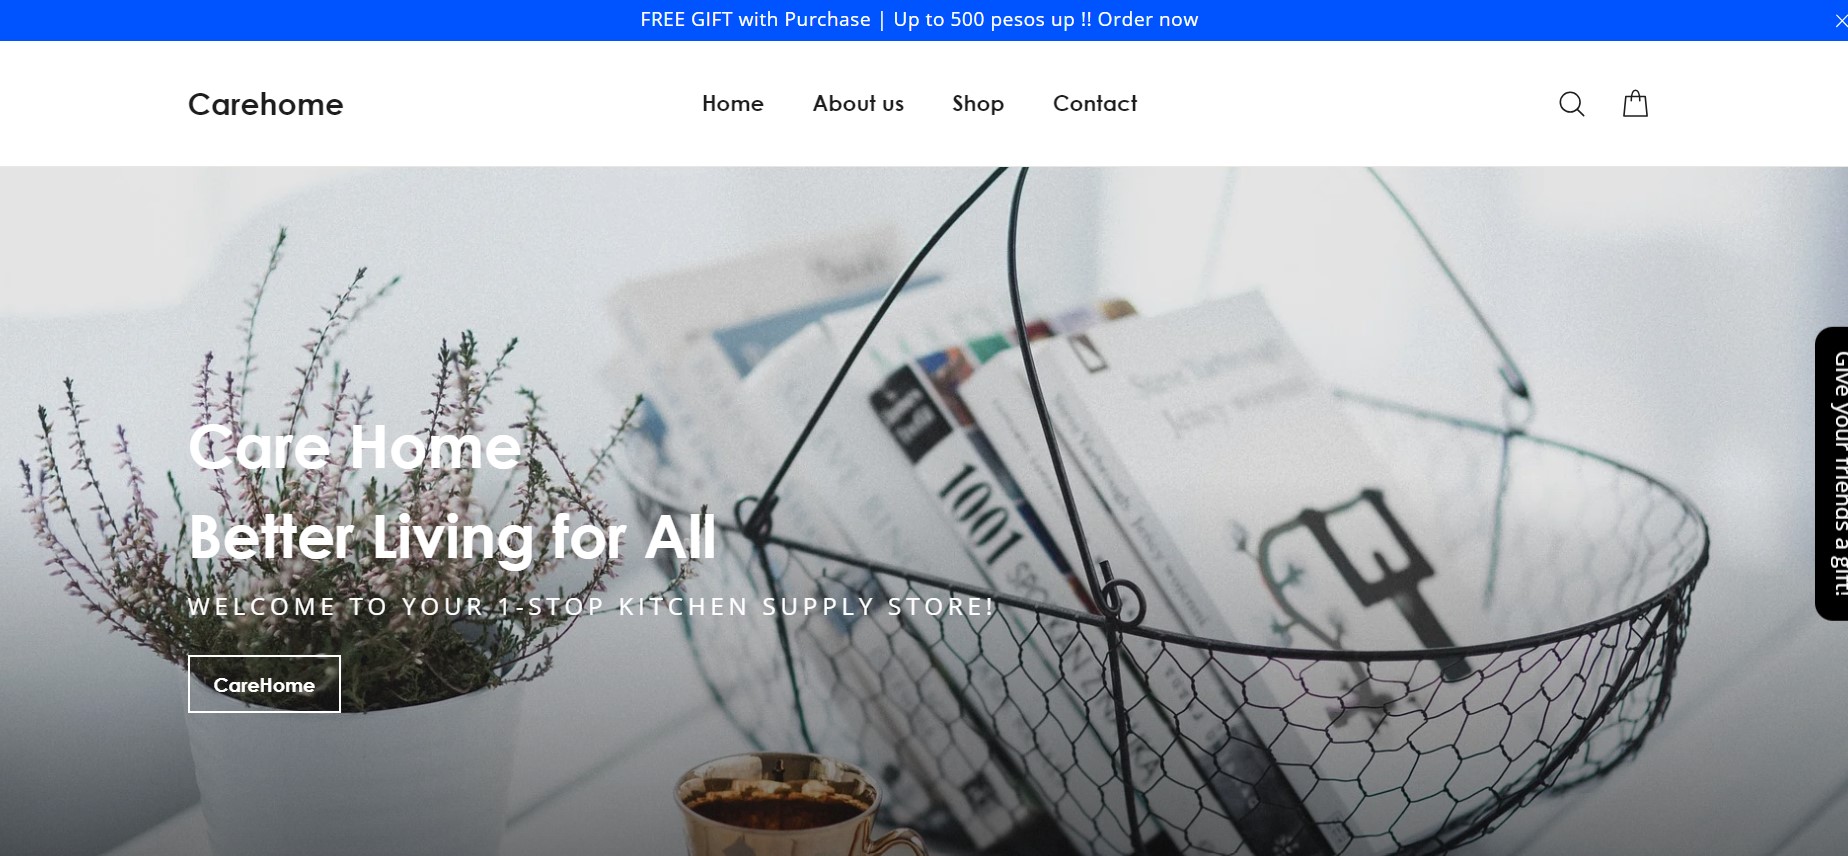 FREE GIFT with Purchase | Up to 500 pesos up !! Order now
Carehome
Home About us Shop Contact
Care Home
Better Living for All
WELCOME TO YOUR 1-STOP KITCHEN SUPPLY STORE!
CareHome
Give your friends a gift!
1001